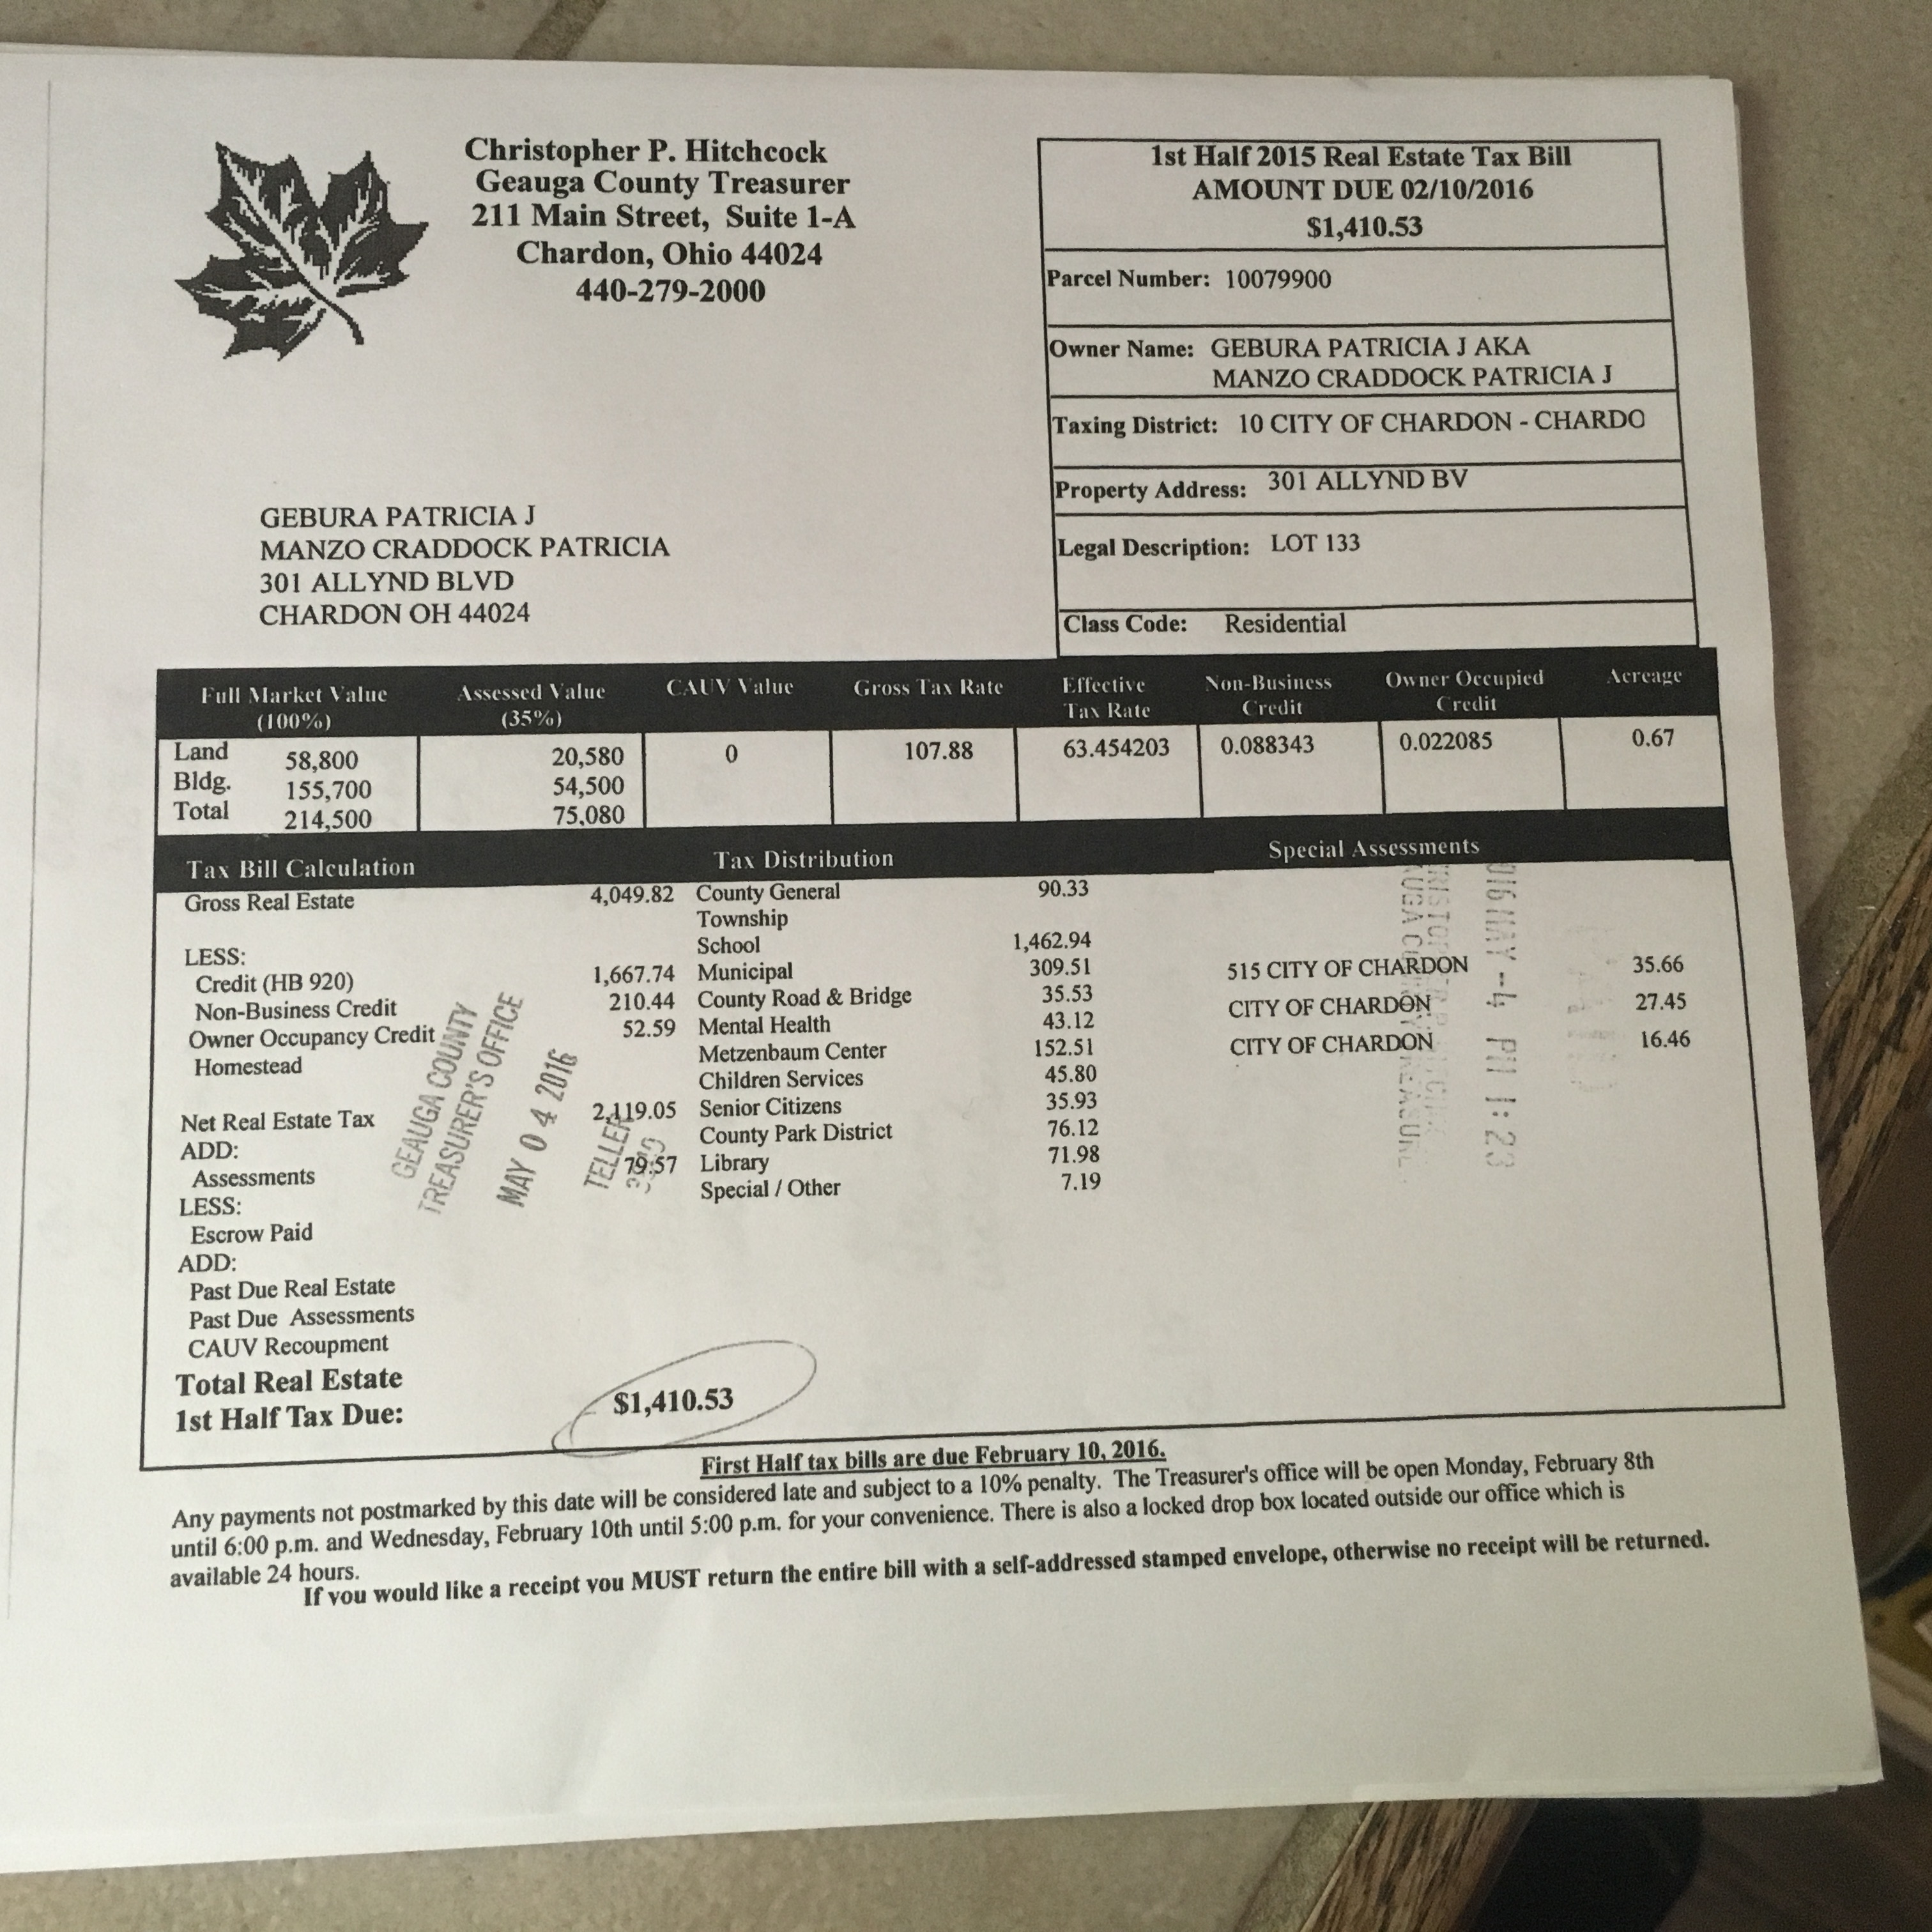 Christopher P. Hitchcock
Geauga County Treasurer
211 Main Street, Suite 1-A
Chardon, Ohio 44024
440-279-2000
1st Half 2015 Real Estate Tax Bill
AMOUNT DUE 02/10/2016
$1,410.53
Parcel Number: 10079900
Owner Name: GEBURA PATRICIA J AKA
MANZO CRADDOCK PATRICIA J
Taxing District: 10 CITY OF CHARDON - CHARDO
Property Address: 301 ALLYND BV
Legal Description: LOT 133
Class Code: Residential
GEBURA PATRICIA J
MANZO CRADDOCK PATRICIA
301 ALLYND BLVD
CHARDON OH 44024
Full Market Value (100%) Assessed Value (35%) CAUV Value Gross Tax Rate Effective Tax Rate Non-Business Credit Owner Occupied Credit Acreage
Land 58,800 20,580 0 107.88 63.454203 0.088343 0.022085 0.67
Bldg. 155,700 54,500
Total 214,500 75,080
Tax Bill Calculation Tax Distribution Special Assessments
Gross Real Estate 4,049.82
LESS:
Credit (HB 920) 1,667.74
Non-Business Credit 210.44
Owner Occupancy Credit 52.59
Homestead
Net Real Estate Tax 2,119.05
ADD:
Assessments 79.57
LESS:
Escrow Paid
ADD:
Past Due Real Estate
Past Due Assessments
CAUV Recoupment
Total Real Estate
1st Half Tax Due: $1,410.53
GEAUGA COUNTY
TREASURER'S OFFICE
MAY 04 2016
TELLER
County General 90.33
Township
School 1,462.94
Municipal 309.51
County Road & Bridge 35.53
Mental Health 43.12
Metzenbaum Center 152.51
Children Services 45.80
Senior Citizens 35.93
County Park District 76.12
Library 71.98
Special / Other 7.19
515 CITY OF CHARDON 35.66
CITY OF CHARDON 27.45
CITY OF CHARDON 16.46
First Half tax bills are due February 10, 2016.
Any payments not postmarked by this date will be considered late and subject to a 10% penalty. The Treasurer's office will be open Monday, February 8th
until 6:00 p.m. and Wednesday, February 10th until 5:00 p.m. for your convenience. There is also a locked drop box located outside our office which is
available 24 hours.
If you would like a receipt you MUST return the entire bill with a self-addressed stamped envelope, otherwise no receipt will be returned.